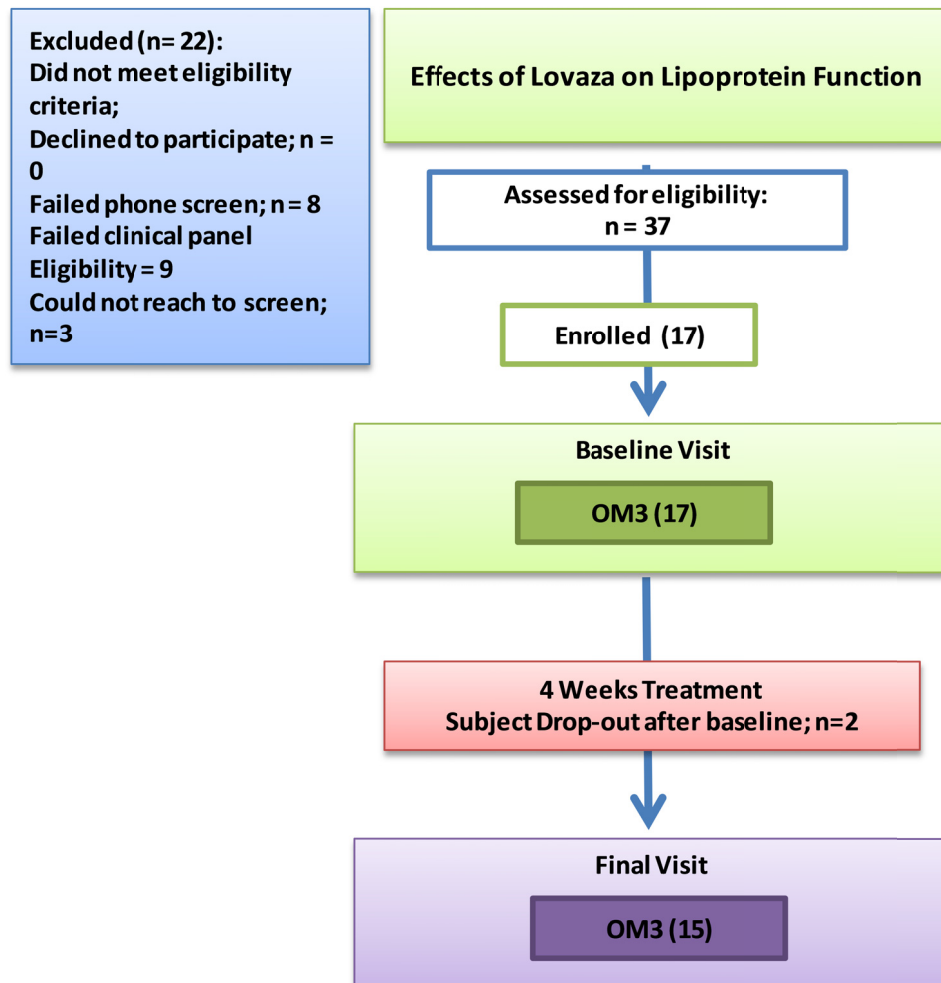 Excluded (n= 22):
Did not meet eligibility
criteria;
Declined to participate; n =
0
Failed phone screen; n = 8
Failed clinical panel
Eligibility = 9
Could not reach to screen;
n=3
Effects of Lovaza on Lipoprotein Function
Assessed for eligibility:
n = 37
Enrolled (17)
Baseline Visit
OM3 (17)
4 Weeks Treatment
Subject Drop-out after baseline; n=2
Final Visit
OM3 (15)